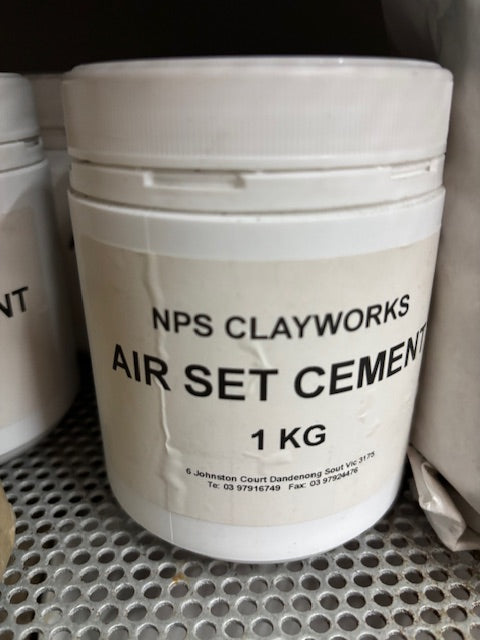 NPS CLAYWORKS
AIR SET CEMENT
1 KG
6 Johnston Court Dandenong Sout Vic 3175
Te: 03 97916749 Fax: 03 97924476
NT